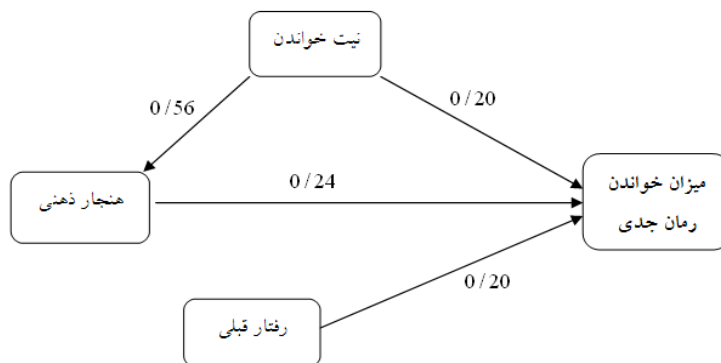 نیت خواندن
0/56
0/20
هنجار ذهنی
0/24
میزان خواندن
رمان جدی
0/20
رفتار قبلی